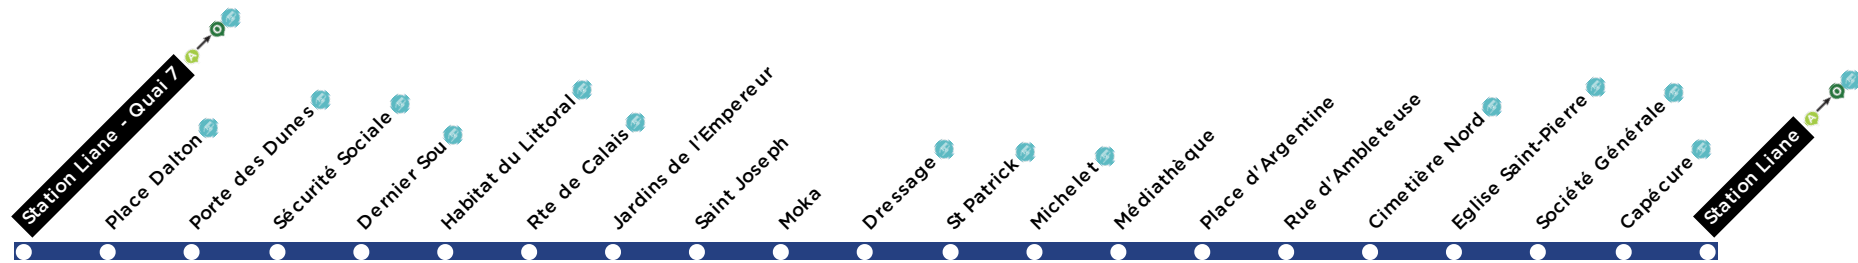 Station Liane - Quai 7
Place Dalton
Porte des Dunes
Sécurité Sociale
Dernier Sou
Habitat du Littoral
Rte de Calais
Jardins de l'Empereur
Saint Joseph
Moka
Dressage
St Patrick
Michelet
Médiathèque
Place d'Argentine
Rue d'Ambleteuse
Cimetière Nord
Eglise Saint-Pierre
Société Générale
Capécure
Station Liane